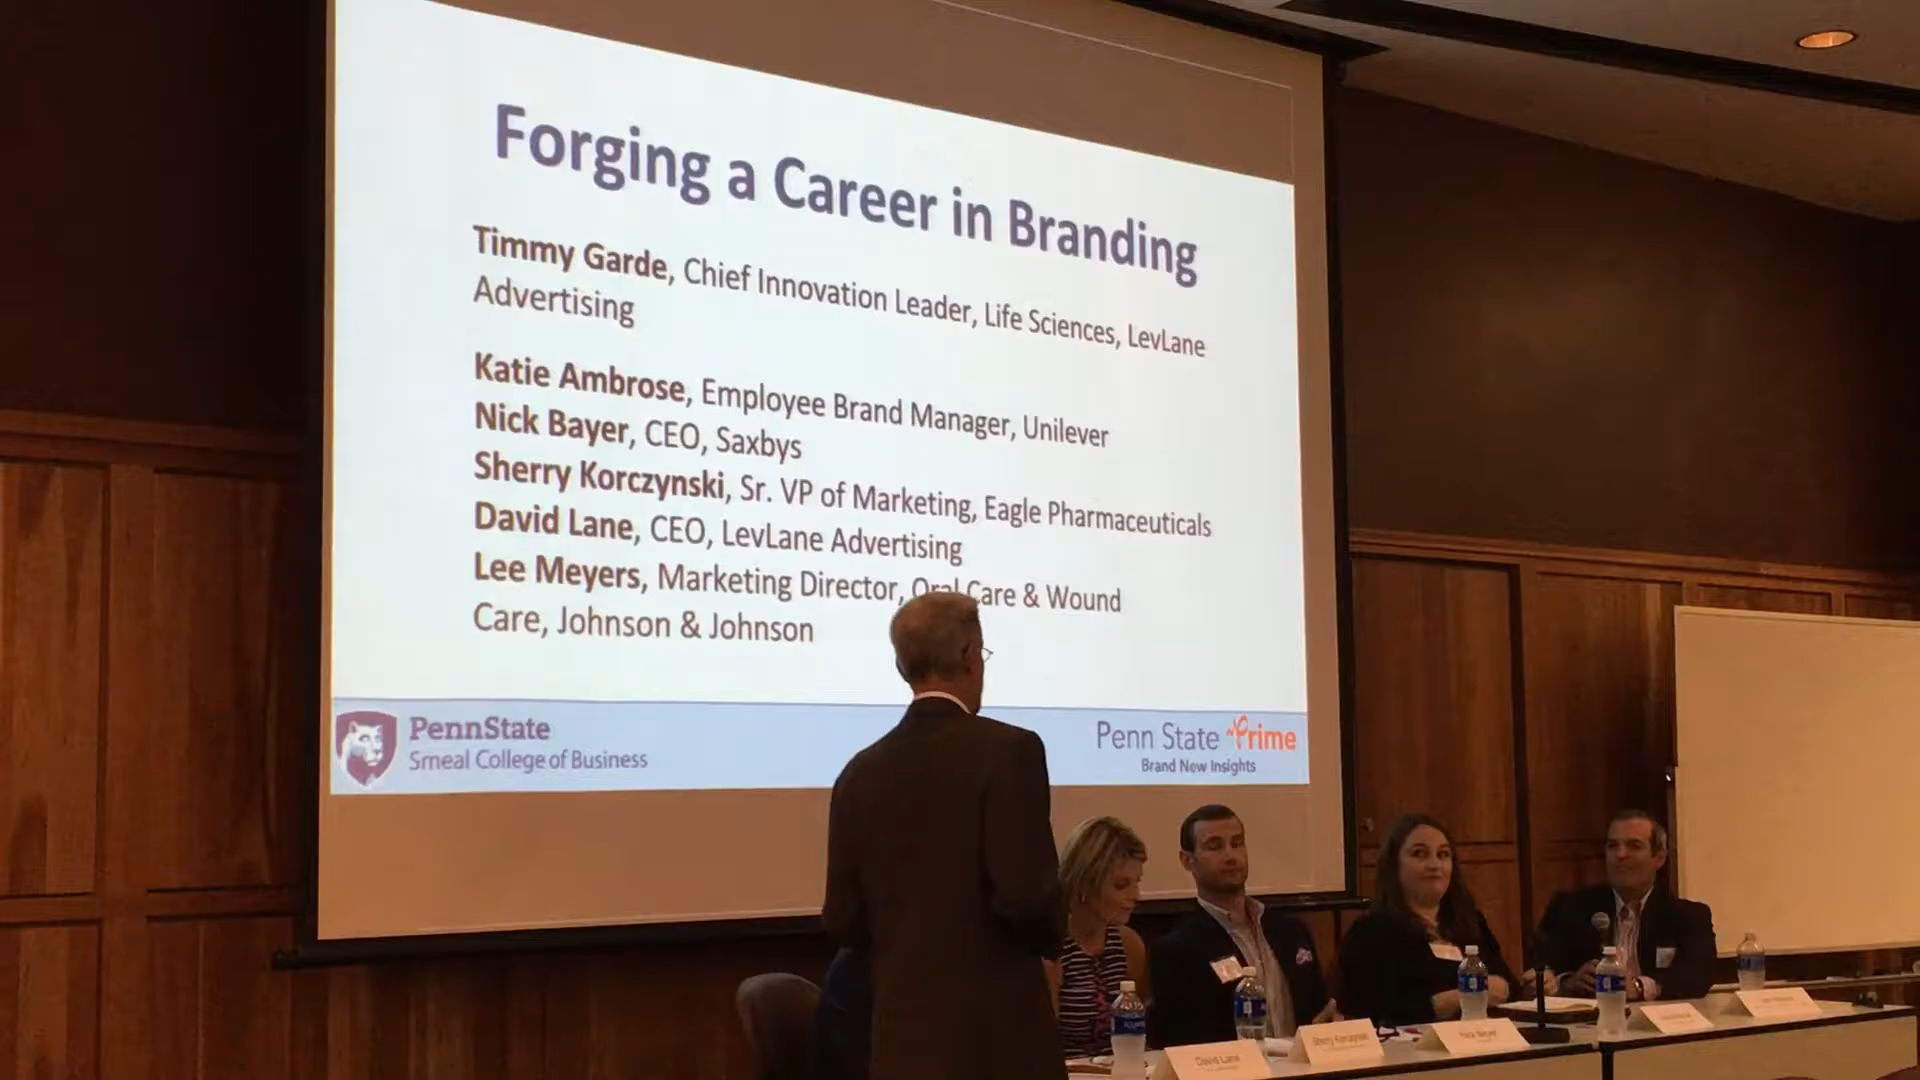 Forging a Career in Branding
Timmy Garde, Chief Innovation Leader, Life Sciences, LevLane
Advertising
Katie Ambrose, Employee Brand Manager, Unilever
Nick Bayer, CEO, Saxbys
Sherry Korczynski, Sr. VP of Marketing, Eagle Pharmaceuticals
David Lane, CEO, LevLane Advertising
Lee Meyers, Marketing Director, Oral Care & Wound
Care, Johnson & Johnson
PennState
Smeal College of Business
Penn State Prime
Brand New Insights
David Lane
Sherry Korczynski
Nick Bayer